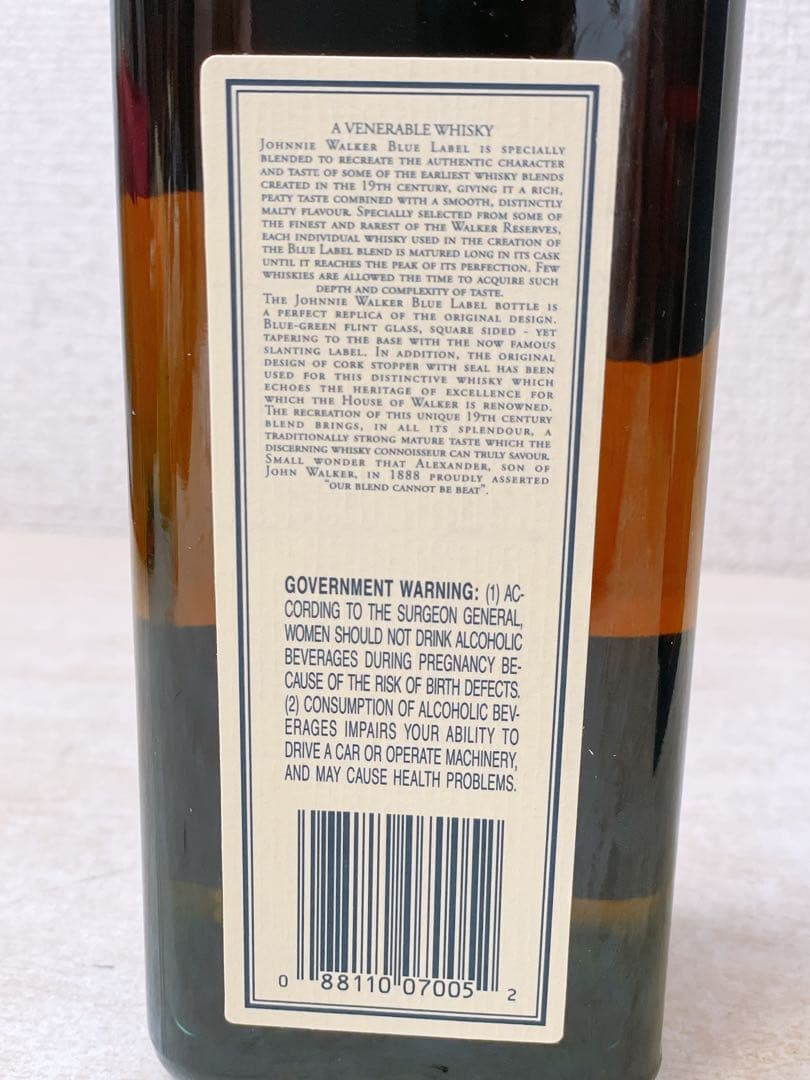 A VENERABLE WHISKY
JOHNNIE WALKER BLUE LABEL IS SPECIALLY
BLENDED TO RECREATE THE AUTHENTIC CHARACTER
AND TASTE OF SOME OF THE EARLIEST WHISKY BLENDS
CREATED IN THE 19TH CENTURY, GIVING IT A RICH,
PEATY TASTE COMBINED WITH A SMOOTH, DISTINCTLY
MALTY FLAVOUR. SPECIALLY SELECTED FROM SOME OF
THE FINEST AND RAREST OF THE WALKER RESERVES,
EACH INDIVIDUAL WHISKY USED IN THE CREATION OF
THE BLUE LABEL BLEND IS MATURED LONG IN ITS CASK
UNTIL IT REACHES THE PEAK OF ITS PERFECTION. FEW
WHISKIES ARE ALLOWED THE TIME TO ACQUIRE SUCH
DEPTH AND COMPLEXITY OF TASTE.
THE JOHNNIE WALKER BLUE LABEL BOTTLE IS
A PERFECT REPLICA OF THE ORIGINAL DESIGN.
BLUE-GREEN FLINT GLASS, SQUARE SIDED - YET
TAPERING TO THE BASE WITH THE NOW FAMOUS
SLANTING LABEL. IN ADDITION, THE ORIGINAL
DESIGN OF CORK STOPPER WITH SEAL HAS BEEN
USED FOR THIS DISTINCTIVE WHISKY WHICH
ECHOES THE HERITAGE OF EXCELLENCE FOR
WHICH THE HOUSE OF WALKER IS RENOWNED.
THE RECREATION OF THIS UNIQUE 19TH CENTURY
BLEND BRINGS, IN ALL ITS SPLENDOUR, A
TRADITIONALLY STRONG MATURE TASTE WHICH THE
DISCERNING WHISKY CONNOISSEUR CAN TRULY SAVOUR.
SMALL WONDER THAT ALEXANDER, SON OF
JOHN WALKER, IN 1888 PROUDLY ASSERTED
"OUR BLEND CANNOT BE BEAT".
GOVERNMENT WARNING: (1) AC-
CORDING TO THE SURGEON GENERAL,
WOMEN SHOULD NOT DRINK ALCOHOLIC
BEVERAGES DURING PREGNANCY BE-
CAUSE OF THE RISK OF BIRTH DEFECTS.
(2) CONSUMPTION OF ALCOHOLIC BEV-
ERAGES IMPAIRS YOUR ABILITY TO
DRIVE A CAR OR OPERATE MACHINERY,
AND MAY CAUSE HEALTH PROBLEMS.
0 88110 07005 2